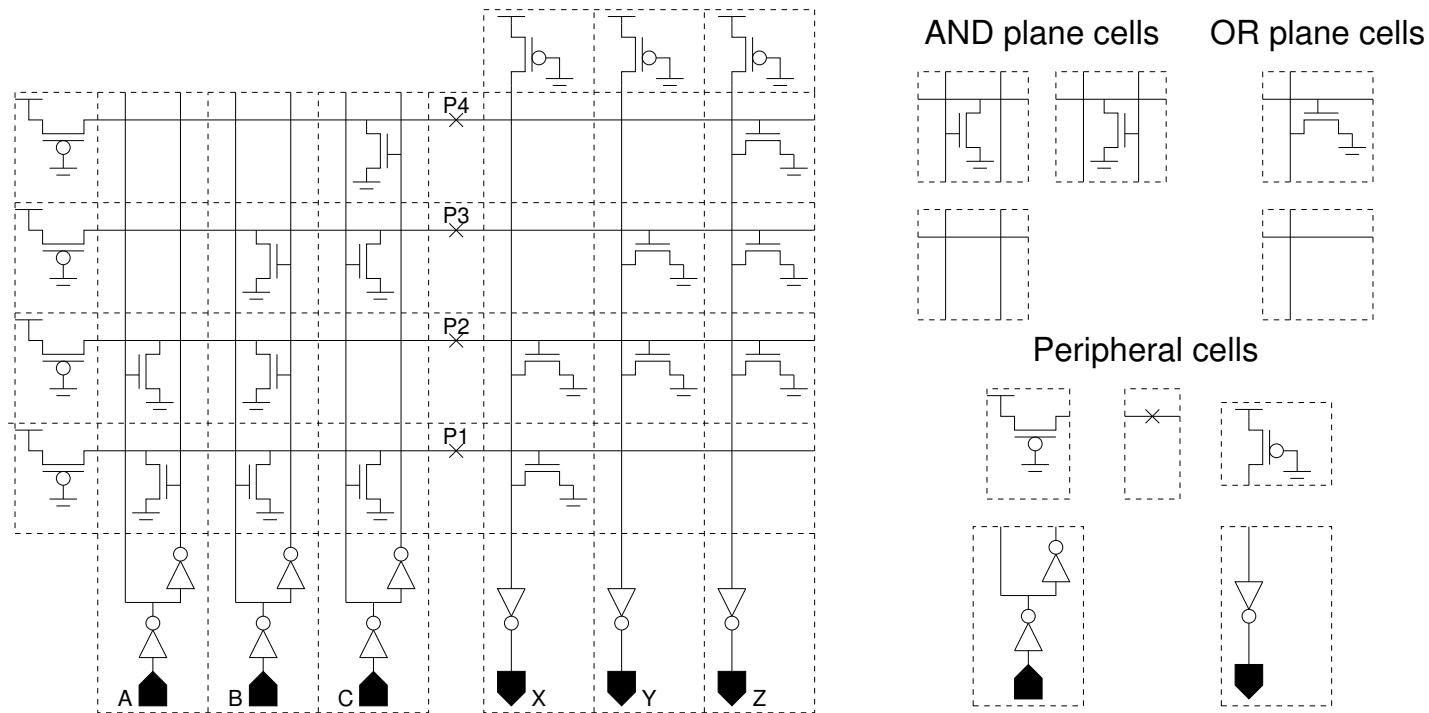 AND plane cells
OR plane cells
P4
P3
P2
Peripheral cells
P1
A
B
C
X
Y
Z